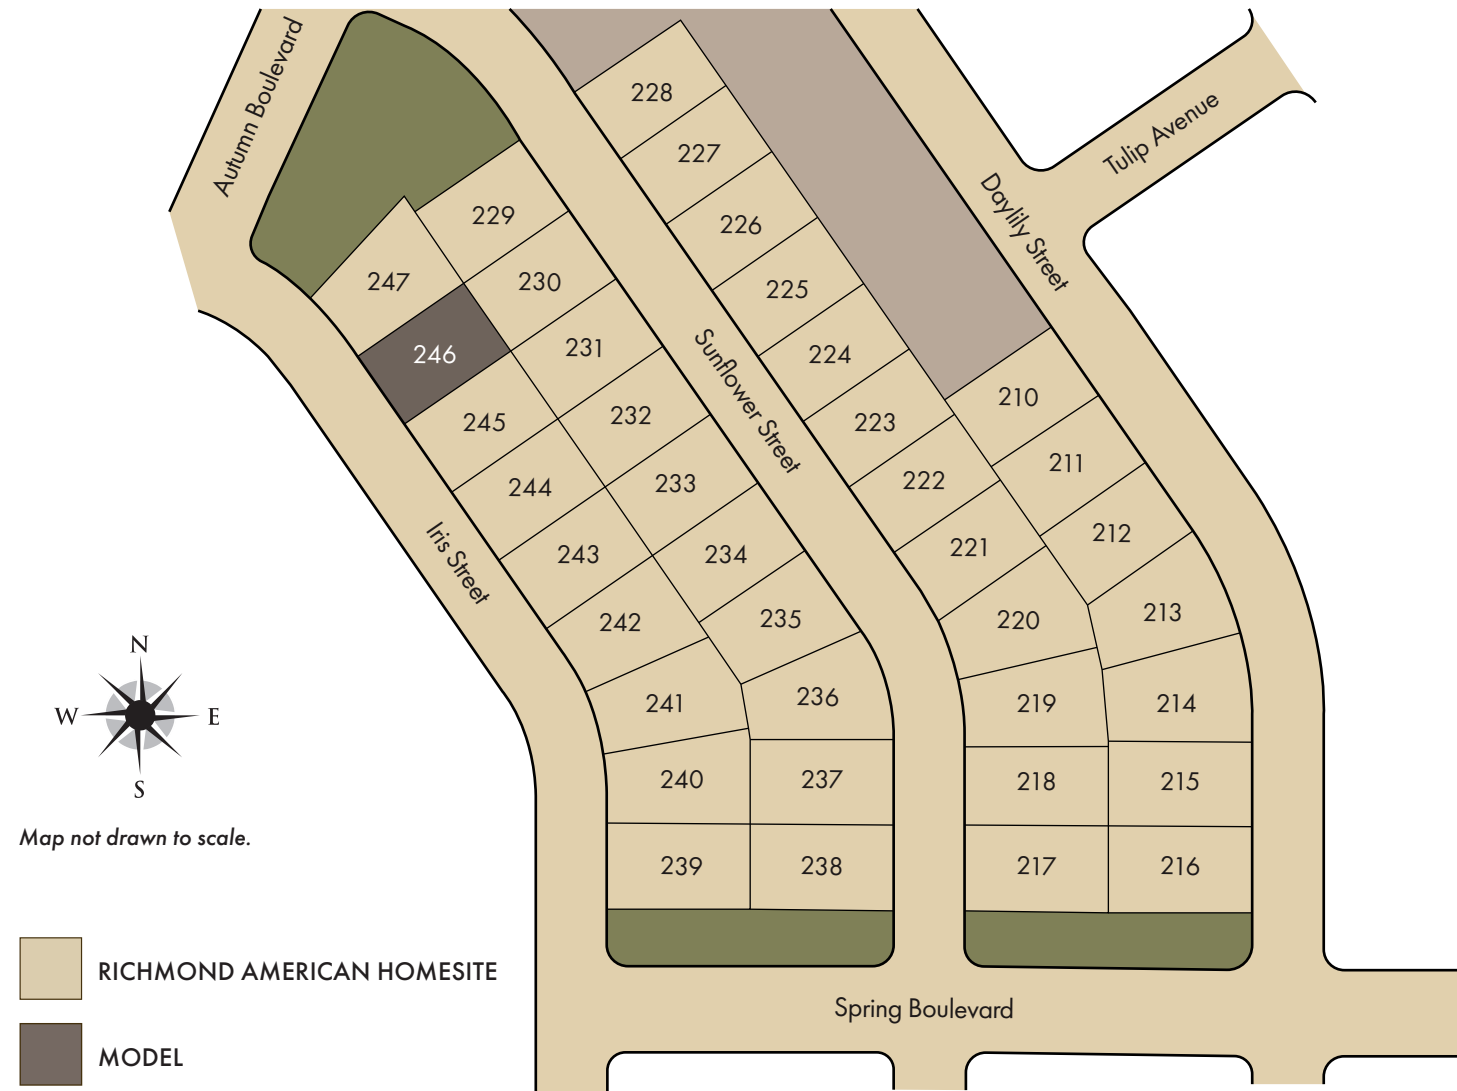 Autumn Boulevard
Tulip Avenue
Daylily Street
Sunflower Street
Iris Street
228
227
226
225
224
223
222
221
220
219
218
217
210
211
212
213
214
215
216
229
230
231
232
233
234
235
236
237
238
247
246
245
244
243
242
241
240
239
N
W
E
S
Map not drawn to scale.
RICHMOND AMERICAN HOMESITE
MODEL
Spring Boulevard